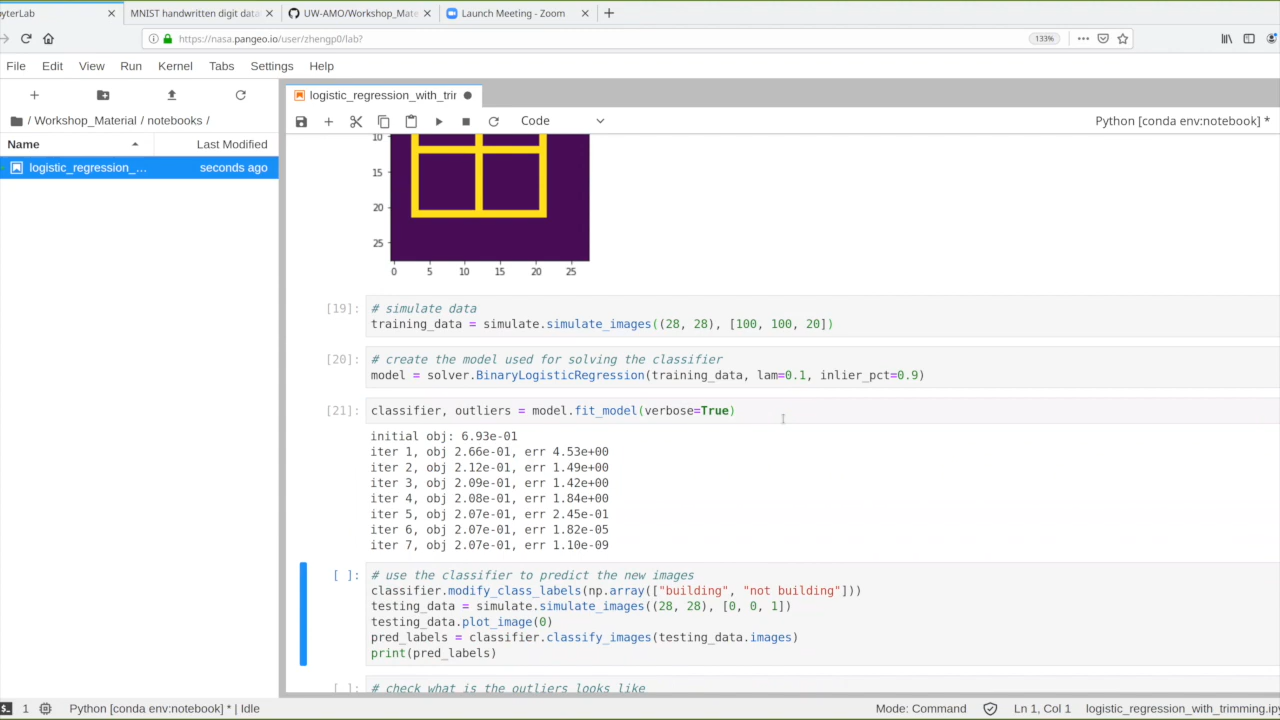 yterLab
MNIST handwritten digit data
UW-AMO/Workshop_Mate
Launch Meeting - Zoom
https://nasa.pangeo.io/user/zhengp0/lab?
133%
File Edit View Run Kernel Tabs Settings Help
logistic_regression_with_trir
/ Workshop_Material / notebooks /
Code
Python [conda env:notebook] *
Name
Last Modified
logistic_regression_...
seconds ago
10
15
20
25
0 5 10 15 20 25
[19]: # simulate data
training_data = simulate.simulate_images((28, 28), [100, 100, 20])
[20]: # create the model used for solving the classifier
model = solver.BinaryLogisticRegression(training_data, lam=0.1, inlier_pct=0.9)
[21]: classifier, outliers = model.fit_model(verbose=True)
initial obj: 6.93e-01
iter 1, obj 2.66e-01, err 4.53e+00
iter 2, obj 2.12e-01, err 1.49e+00
iter 3, obj 2.09e-01, err 1.42e+00
iter 4, obj 2.08e-01, err 1.84e+00
iter 5, obj 2.07e-01, err 2.45e-01
iter 6, obj 2.07e-01, err 1.82e-05
iter 7, obj 2.07e-01, err 1.10e-09
[ ]: # use the classifier to predict the new images
classifier.modify_class_labels(np.array(["building", "not building"]))
testing_data = simulate.simulate_images((28, 28), [0, 0, 1])
testing_data.plot_image(0)
pred_labels = classifier.classify_images(testing_data.images)
print(pred_labels)
[ ]: # check what is the outliers looks like
$_ 1 Python [conda env:notebook] * | Idle
Mode: Command
Ln 1, Col 1
logistic_regression_with_trimming.ip